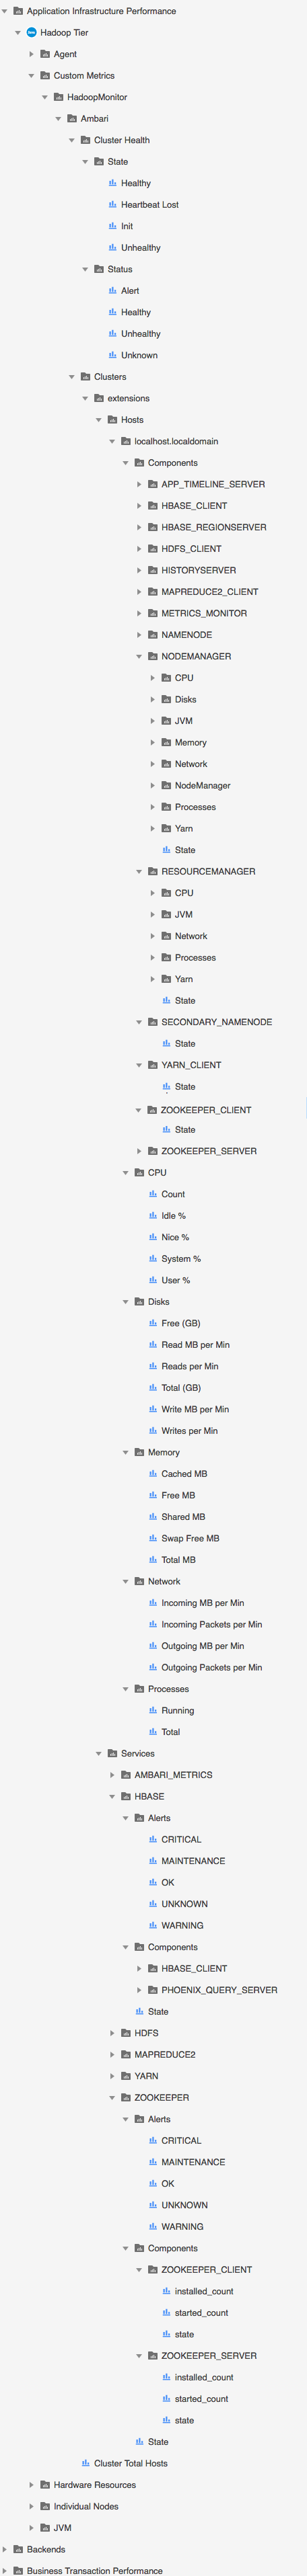 Application Infrastructure Performance
Hadoop Tier
Agent
Custom Metrics
HadoopMonitor
Ambari
Cluster Health
State
Healthy
Heartbeat Lost
Init
Unhealthy
Status
Alert
Healthy
Unhealthy
Unknown
Clusters
extensions
Hosts
localhost.localdomain
Components
APP_TIMELINE_SERVER
HBASE_CLIENT
HBASE_REGIONSERVER
HDFS_CLIENT
HISTORYSERVER
MAPREDUCE2_CLIENT
METRICS_MONITOR
NAMENODE
NODEMANAGER
CPU
Disks
JVM
Memory
Network
NodeManager
Processes
Yarn
State
RESOURCEMANAGER
CPU
JVM
Network
Processes
Yarn
State
SECONDARY_NAMENODE
State
YARN_CLIENT
State
ZOOKEEPER_CLIENT
State
ZOOKEEPER_SERVER
CPU
Count
Idle %
Nice %
System %
User %
Disks
Free (GB)
Read MB per Min
Reads per Min
Total (GB)
Write MB per Min
Writes per Min
Memory
Cached MB
Free MB
Shared MB
Swap Free MB
Total MB
Network
Incoming MB per Min
Incoming Packets per Min
Outgoing MB per Min
Outgoing Packets per Min
Processes
Running
Total
Services
AMBARI_METRICS
HBASE
Alerts
CRITICAL
MAINTENANCE
OK
UNKNOWN
WARNING
Components
HBASE_CLIENT
PHOENIX_QUERY_SERVER
State
HDFS
MAPREDUCE2
YARN
ZOOKEEPER
Alerts
CRITICAL
MAINTENANCE
OK
UNKNOWN
WARNING
Components
ZOOKEEPER_CLIENT
installed_count
started_count
state
ZOOKEEPER_SERVER
installed_count
started_count
state
State
Cluster Total Hosts
Hardware Resources
Individual Nodes
JVM
Backends
Business Transaction Performance